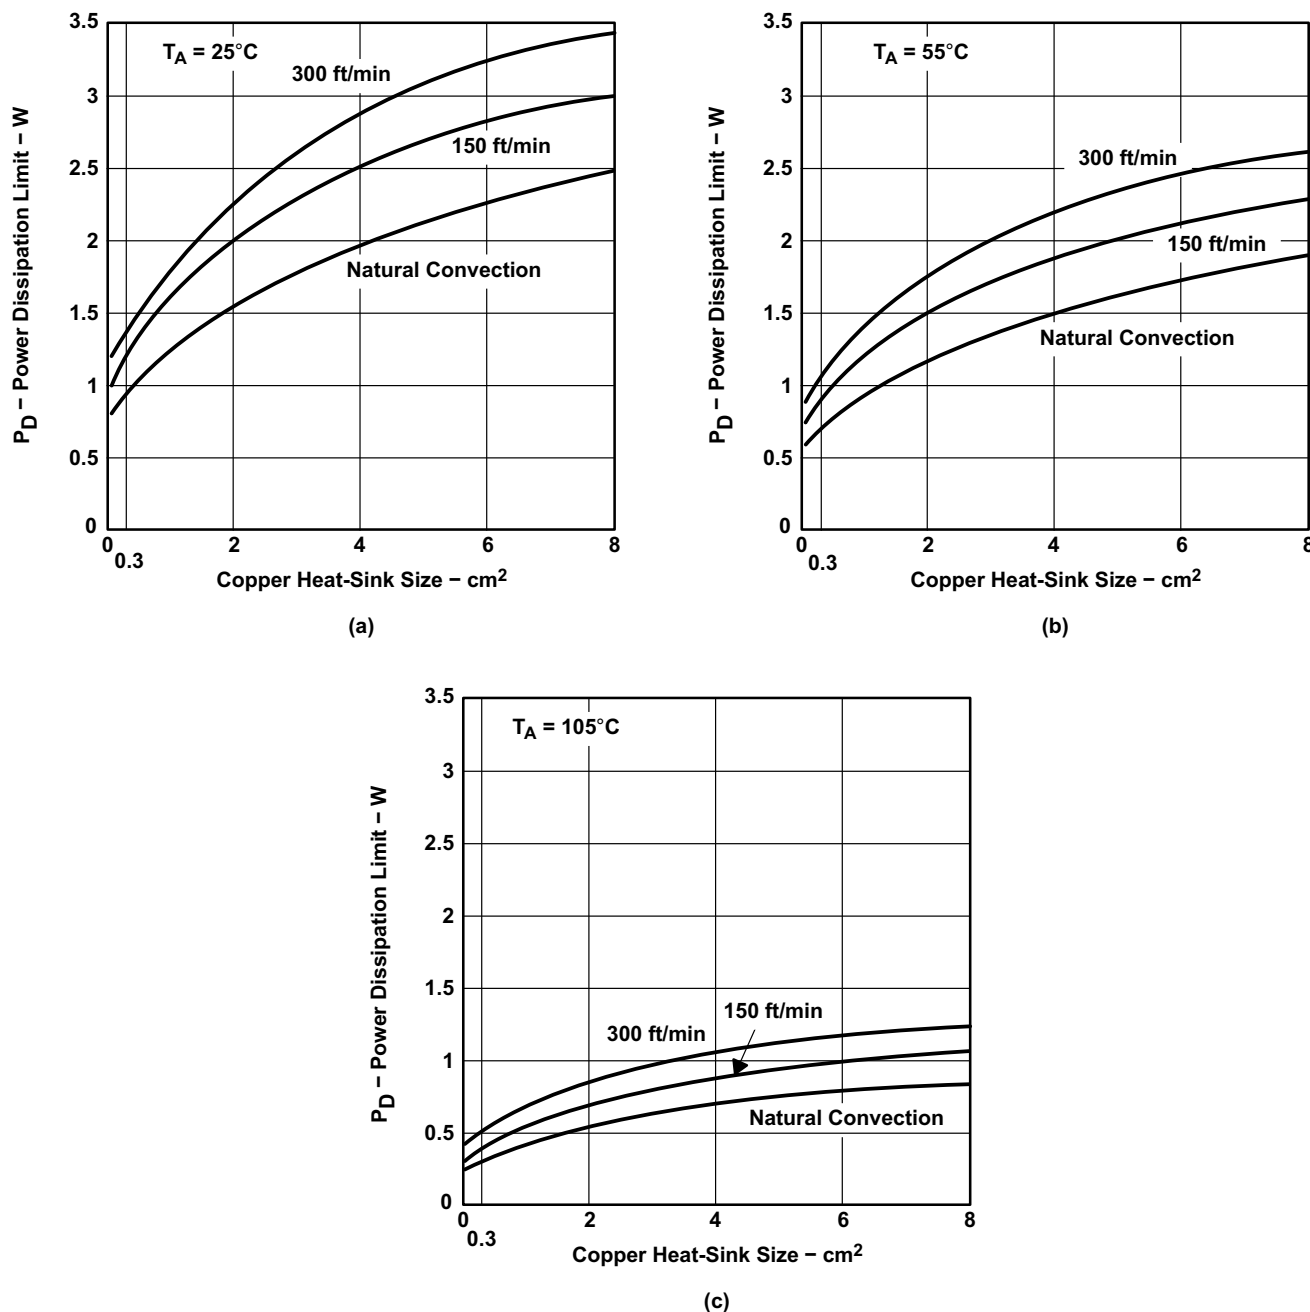 3.5
3
2.5
2
1.5
1
0.5
0
P_D – Power Dissipation Limit – W
T_A = 25°C
300 ft/min
150 ft/min
Natural Convection
0 2 4 6 8
0.3
Copper Heat-Sink Size – cm²
(a)
3.5
3
2.5
2
1.5
1
0.5
0
P_D – Power Dissipation Limit – W
T_A = 55°C
300 ft/min
150 ft/min
Natural Convection
0 2 4 6 8
0.3
Copper Heat-Sink Size – cm²
(b)
3.5
3
2.5
2
1.5
1
0.5
0
P_D – Power Dissipation Limit – W
T_A = 105°C
150 ft/min
300 ft/min
Natural Convection
0 2 4 6 8
0.3
Copper Heat-Sink Size – cm²
(c)